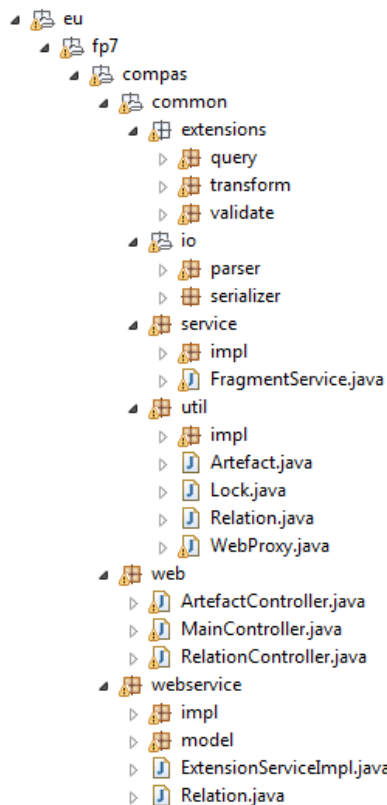 eu
fp7
compas
common
extensions
query
transform
validate
io
parser
serializer
service
impl
FragmentService.java
util
impl
Artefact.java
Lock.java
Relation.java
WebProxy.java
web
ArtefactController.java
MainController.java
RelationController.java
webservice
impl
model
ExtensionServiceImpl.java
Relation.java